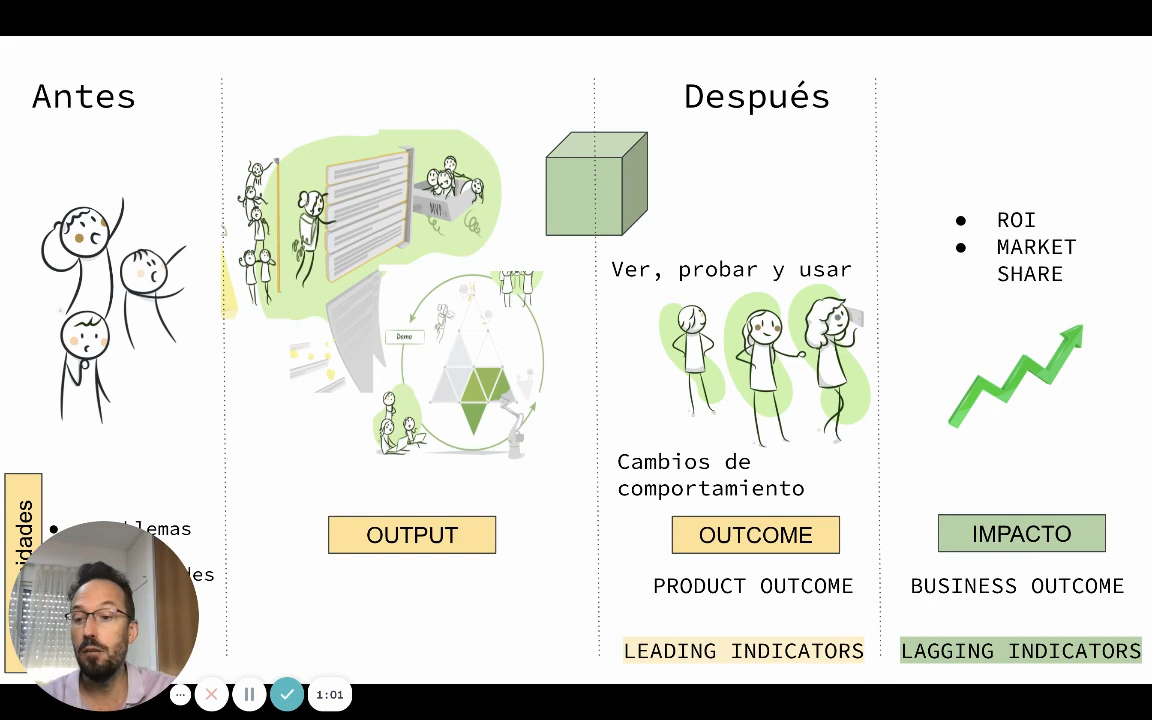 Antes
Después
MVP
Demo
ROI
MARKET
SHARE
Ver, probar y usar
Cambios de
comportamiento
OUTPUT
OUTCOME
IMPACTO
PRODUCT OUTCOME
BUSINESS OUTCOME
LEADING INDICATORS
LAGGING INDICATORS
1:01